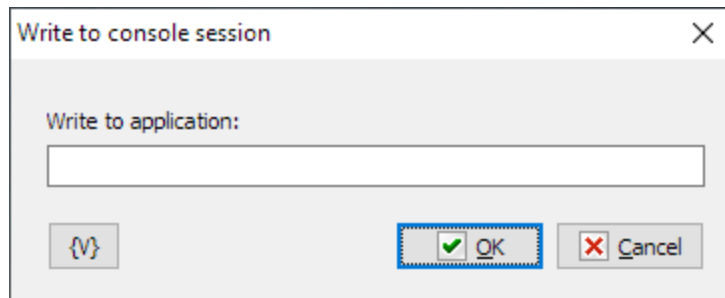 Write to console session
Write to application:
{V}
OK
Cancel